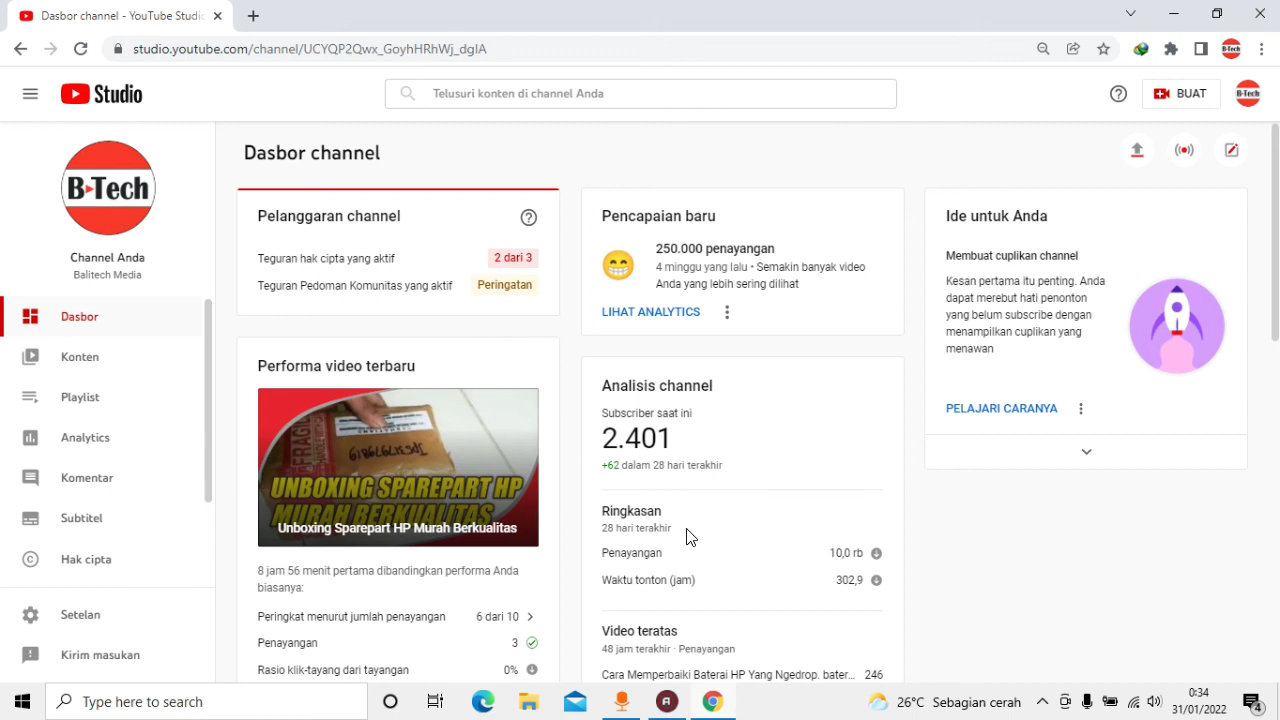 Dasbor channel - YouTube Studio
studio.youtube.com/channel/UCYQP2Qwx_GoyhHRhWj_dgIA
B-Tech
Studio
Telusuri konten di channel Anda
BUAT
B-Tech
B-Tech
Channel Anda
Balitech Media
Dasbor
Konten
Playlist
Analytics
Komentar
Subtitel
Hak cipta
Setelan
Kirim masukan
Dasbor channel
Pelanggaran channel
Teguran hak cipta yang aktif 2 dari 3
Teguran Pedoman Komunitas yang aktif Peringatan
Performa video terbaru
FRAGILE
UNBOXING SPAREPART HP
MURAH BERKUALITAS
Unboxing Sparepart HP Murah Berkualitas
8 jam 56 menit pertama dibandingkan performa Anda
biasanya:
Peringkat menurut jumlah penayangan 6 dari 10
Penayangan 3
Rasio klik-tayang dari tayangan 0%
Pencapaian baru
250.000 penayangan
4 minggu yang lalu • Semakin banyak video
Anda yang lebih sering dilihat
LIHAT ANALYTICS
Analisis channel
Subscriber saat ini
2.401
+62 dalam 28 hari terakhir
Ringkasan
28 hari terakhir
Penayangan 10,0 rb
Waktu tonton (jam) 302,9
Video teratas
48 jam terakhir · Penayangan
Cara Memperbaiki Baterai HP Yang Ngedrop. bater... 246
Ide untuk Anda
Membuat cuplikan channel
Kesan pertama itu penting. Anda
dapat merebut hati penonton
yang belum subscribe dengan
menampilkan cuplikan yang
menawan
PELAJARI CARANYA
Type here to search
26°C Sebagian cerah
0:34
31/01/2022
4